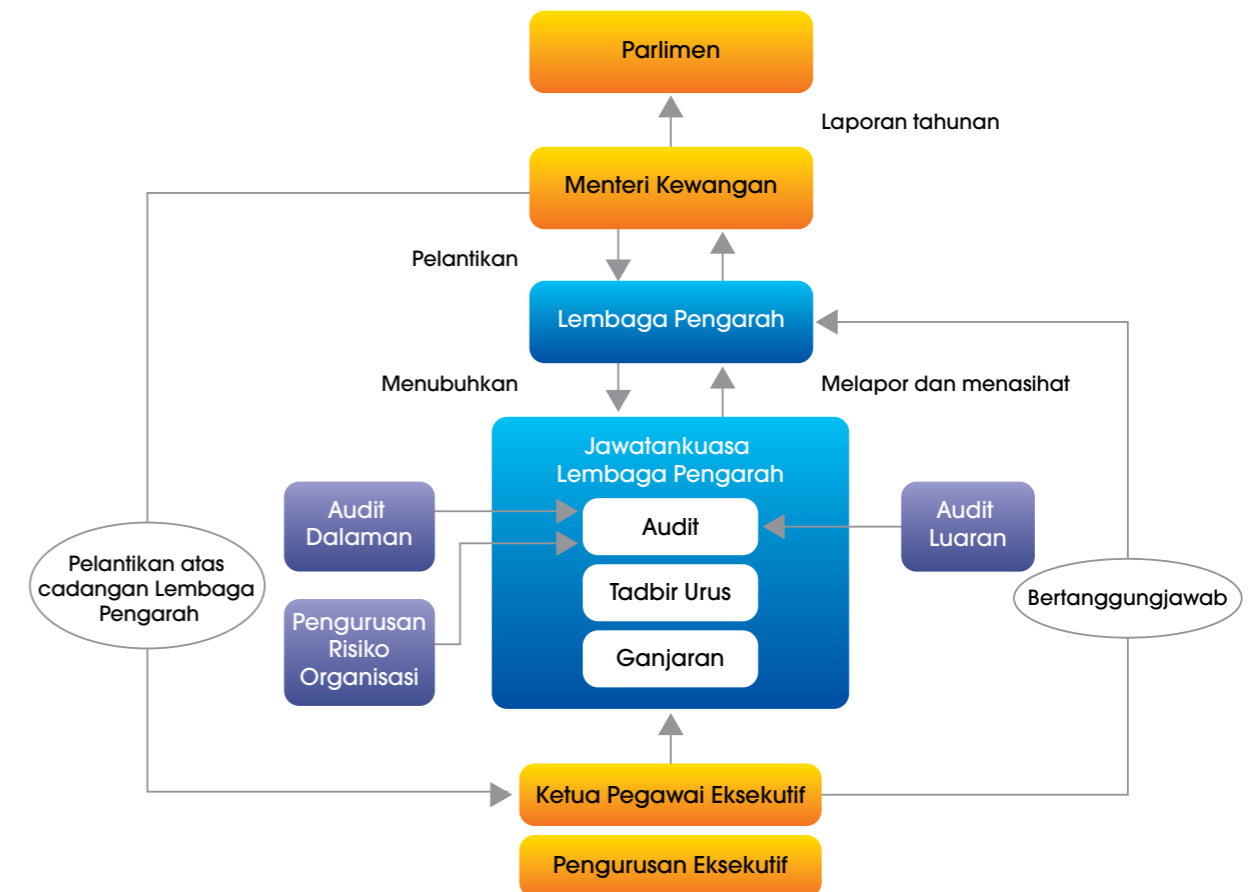 Parlimen
Laporan tahunan
Menteri Kewangan
Pelantikan
Lembaga Pengarah
Menubuhkan
Melapor dan menasihat
Jawatankuasa
Lembaga Pengarah
Audit
Dalaman
Audit
Audit
Luaran
Pelantikan atas
cadangan Lembaga
Pengarah
Tadbir Urus
Bertanggungjawab
Pengurusan
Risiko
Organisasi
Ganjaran
Ketua Pegawai Eksekutif
Pengurusan Eksekutif